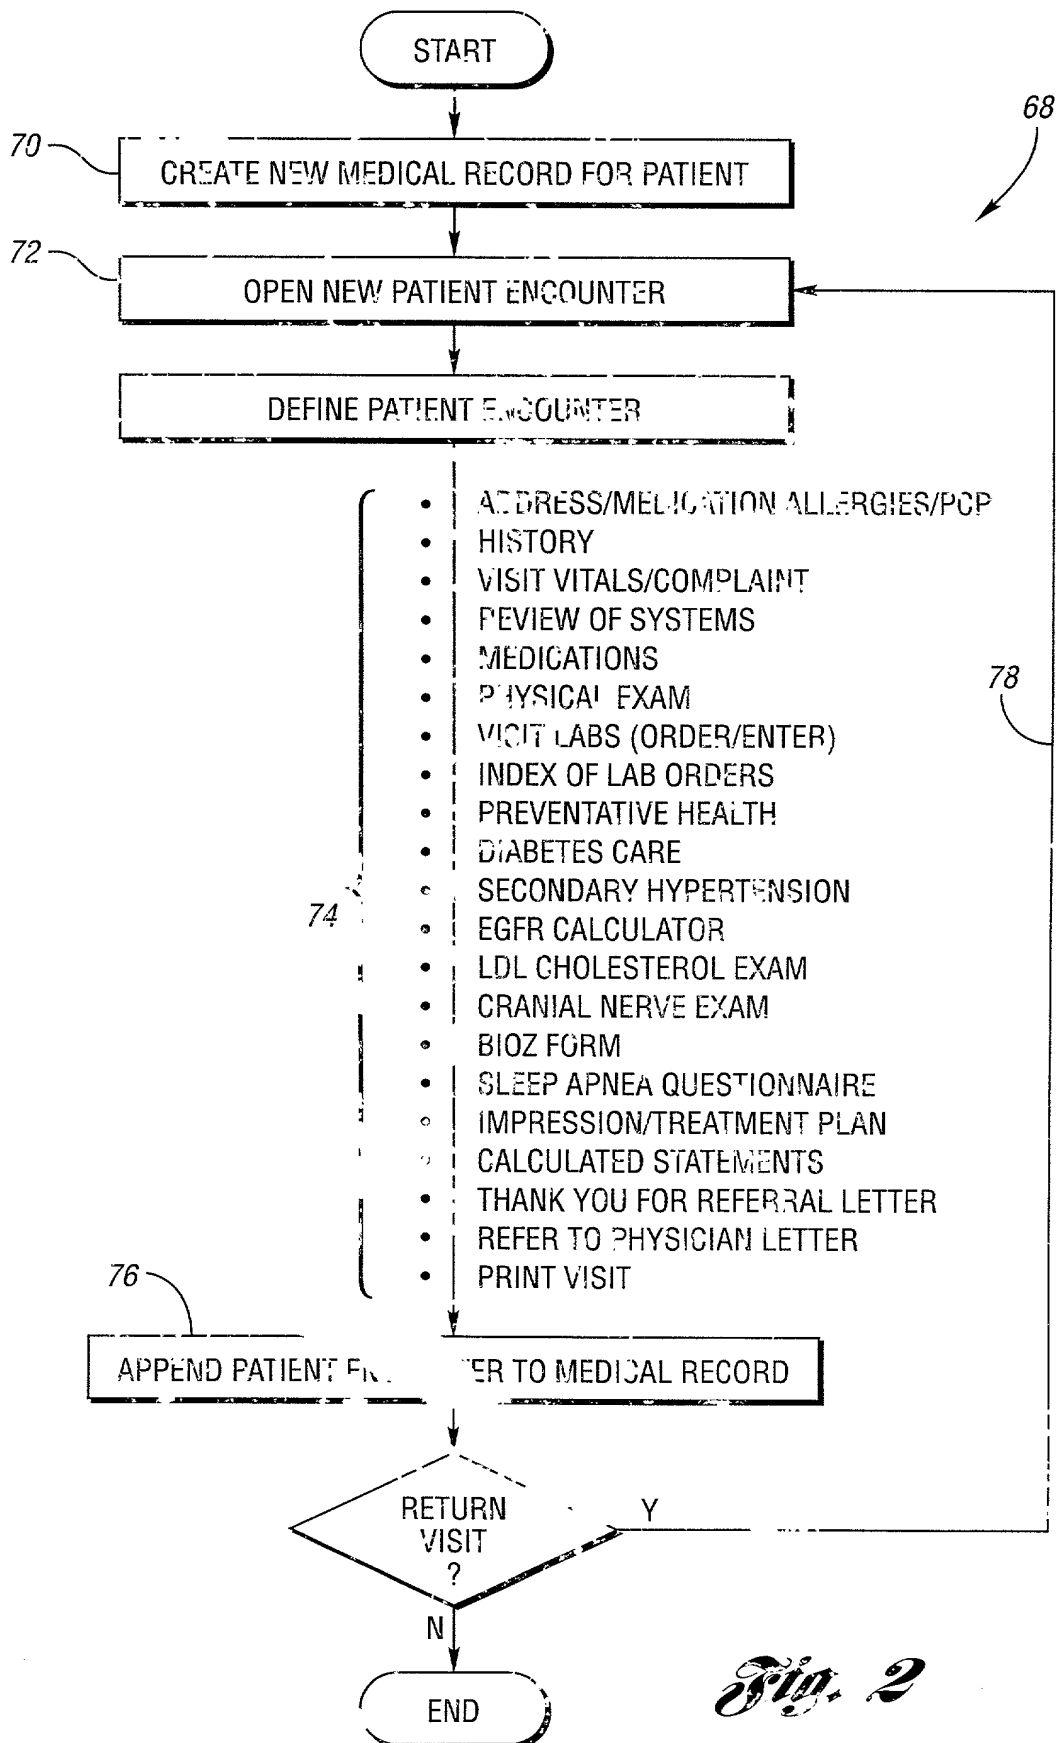 START
68
70
CREATE NEW MEDICAL RECORD FOR PATIENT
72
OPEN NEW PATIENT ENCOUNTER
DEFINE PATIENT ENCOUNTER
• ADDRESS/MEDICATION ALLERGIES/PCP
• HISTORY
• VISIT VITALS/COMPLAINT
• REVIEW OF SYSTEMS
• MEDICATIONS
• PHYSICAL EXAM
78
• VISIT LABS (ORDER/ENTER)
• INDEX OF LAB ORDERS
• PREVENTATIVE HEALTH
• DIABETES CARE
• SECONDARY HYPERTENSION
74
• EGFR CALCULATOR
• LDL CHOLESTEROL EXAM
• CRANIAL NERVE EXAM
• BIOZ FORM
• SLEEP APNEA QUESTIONNAIRE
• IMPRESSION/TREATMENT PLAN
• CALCULATED STATEMENTS
• THANK YOU FOR REFERRAL LETTER
• REFER TO PHYSICIAN LETTER
• PRINT VISIT
76
APPEND PATIENT TO MEDICAL RECORD
RETURN
VISIT
?
Y
N
END
Fig. 2